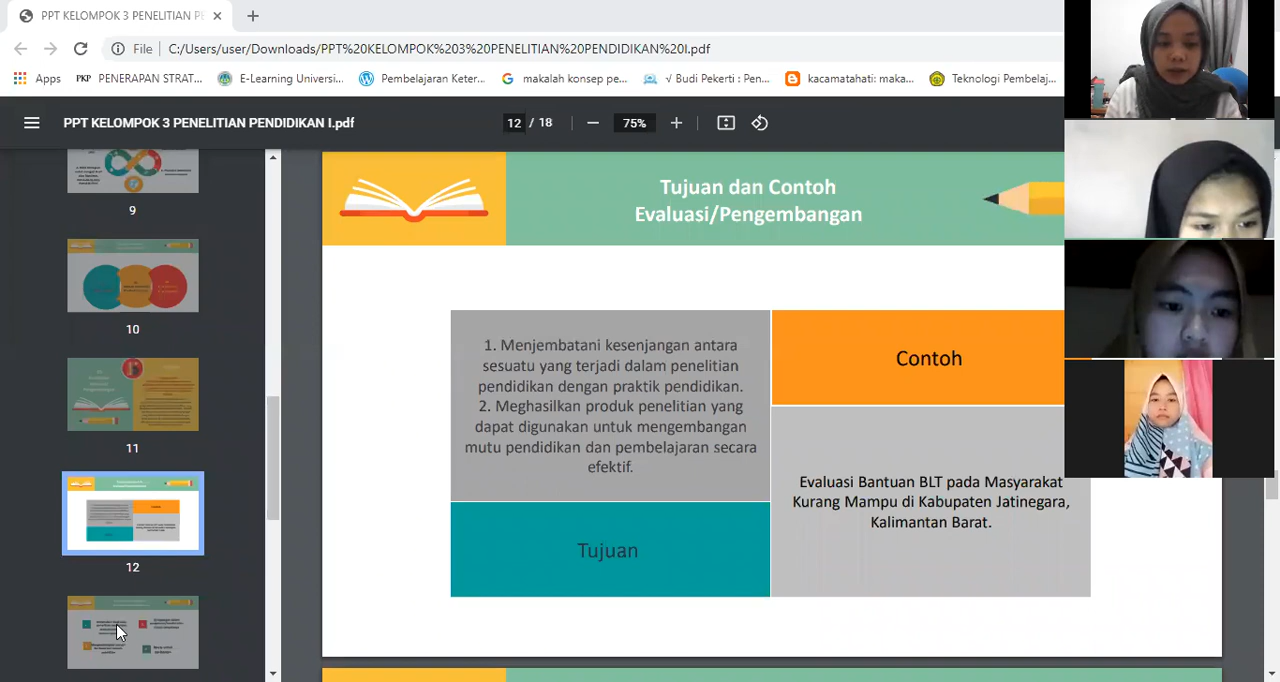 PPT KELOMPOK 3 PENELITIAN PE
File
C:/Users/user/Downloads/PPT%20KELOMPOK%203%20PENELITIAN%20PENDIDIKAN%20I.pdf
Apps
PKP PENERAPAN STRAT...
E-Learning Universi...
Pembelajaran Keter...
G makalah konsep pe...
√ Budi Pekerti : Pen...
kacamatahati: maka...
Teknologi Pembelaj...
PPT KELOMPOK 3 PENELITIAN PENDIDIKAN I.pdf
12 / 18
75%
9
10
11
12
Tujuan dan Contoh
Evaluasi/Pengembangan
1. Menjembatani kesenjangan antara
sesuatu yang terjadi dalam penelitian
pendidikan dengan praktik pendidikan.
2. Meghasilkan produk penelitian yang
dapat digunakan untuk mengembangan
mutu pendidikan dan pembelajaran secara
efektif.
Tujuan
Contoh
Evaluasi Bantuan BLT pada Masyarakat
Kurang Mampu di Kabupaten Jatinegara,
Kalimantan Barat.